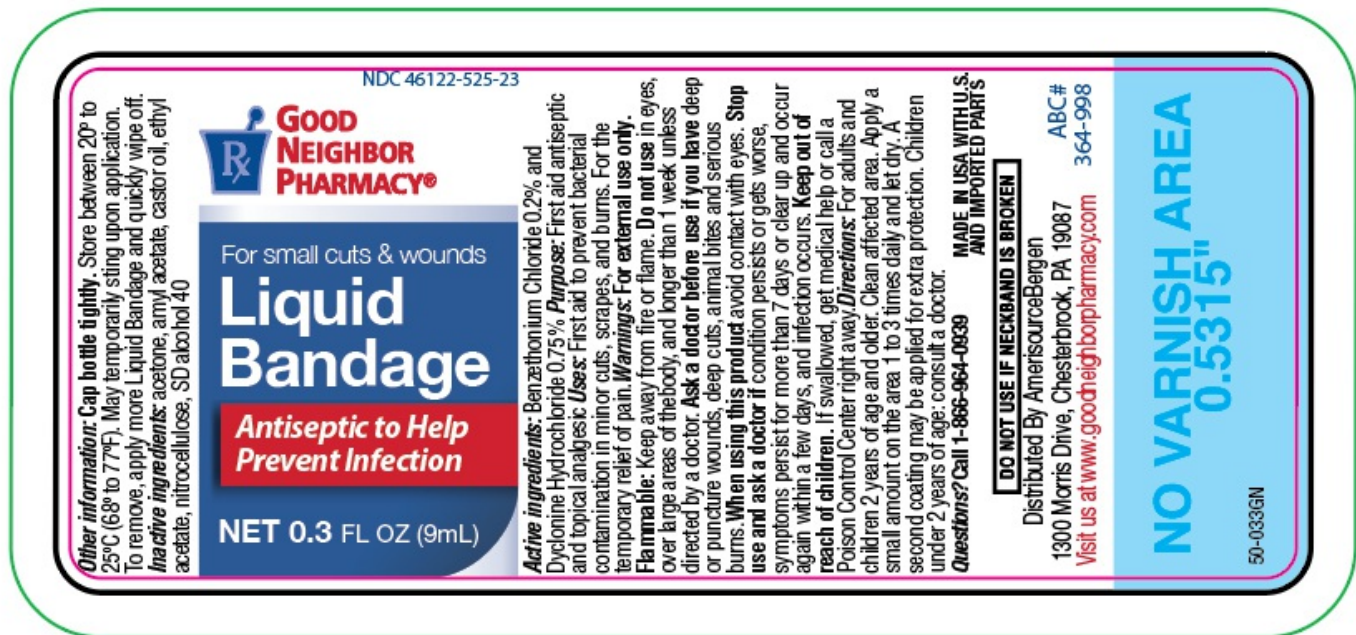 Other information: Cap bottle tightly. Store between 20° to
25°C (68° to 77°F). May temporarily sting upon application.
To remove, apply more Liquid Bandage and quickly wipe off.
Inactive ingredients: acetone, amyl acetate, castor oil, ethyl
acetate, nitrocellulose, SD alcohol 40
NDC 46122-525-23
GOOD
NEIGHBOR
PHARMACY®
Rx
For small cuts & wounds
Liquid
Bandage
Antiseptic to Help
Prevent Infection
NET 0.3 FL OZ (9mL)
Active ingredients: Benzethonium Chloride 0.2% and
Dyclonine Hydrochloride 0.75% Purpose: First aid antiseptic
and topical analgesic Uses: First aid to prevent bacterial
contamination in minor cuts, scrapes, and burns. For the
temporary relief of pain. Warnings: For external use only.
Flammable: Keep away from fire or flame. Do not use in eyes,
over large areas of thebody, and longer than 1 week unless
directed by a doctor. Ask a doctor before use if you have deep
or puncture wounds, deep cuts, animal bites and serious
burns. When using this product avoid contact with eyes. Stop
use and ask a doctor if condition persists or gets worse,
symptoms persist for more than 7 days or clear up and occur
again within a few days, and infection occurs. Keep out of
reach of children. If swallowed, get medical help or call a
Poison Control Center right away. Directions: For adults and
children 2 years of age and older. Clean affected area. Apply a
small amount on the area 1 to 3 times daily and let dry. A
second coating may be applied for extra protection. Children
under 2 years of age: consult a doctor.
Questions? Call 1-866-964-0939
MADE IN USA WITH U.S.
AND IMPORTED PARTS
DO NOT USE IF NECKBAND IS BROKEN
Distributed By AmerisourceBergen
1300 Morris Drive, Chesterbrook, PA 19087
Visit us at www.goodneighborpharmacy.com
ABC#
364-998
NO VARNISH AREA
0.5315"
50-033GN